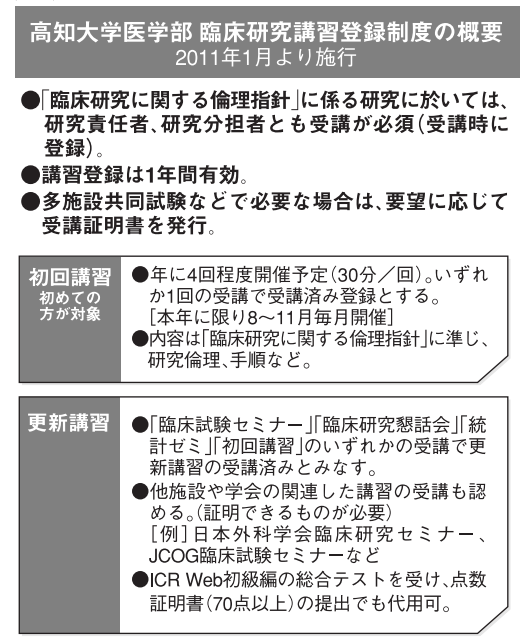 高知大学医学部 臨床研究講習登録制度の概要
2011年1月より施行
●「臨床研究に関する倫理指針」に係る研究に於いては、
研究責任者、研究分担者とも受講が必須（受講時に
登録）。
●講習登録は1年間有効。
●多施設共同試験などで必要な場合は、要望に応じて
受講証明書を発行。
初回講習
初めての
方が対象
●年に4回程度開催予定（30分／回）。いずれ
か1回の受講で受講済み登録とする。
［本年に限り8〜11月毎月開催］
●内容は「臨床研究に関する倫理指針」に準じ、
研究倫理、手順など。
更新講習
●「臨床試験セミナー」「臨床研究懇話会」「統
計ゼミ」「初回講習」のいずれかの受講で更
新講習の受講済みとみなす。
●他施設や学会の関連した講習の受講も認
める。（証明できるものが必要）
［例］日本外科学会臨床研究セミナー、
JCOG臨床試験セミナーなど
●ICR Web初級編の総合テストを受け、点数
証明書（70点以上）の提出でも代用可。